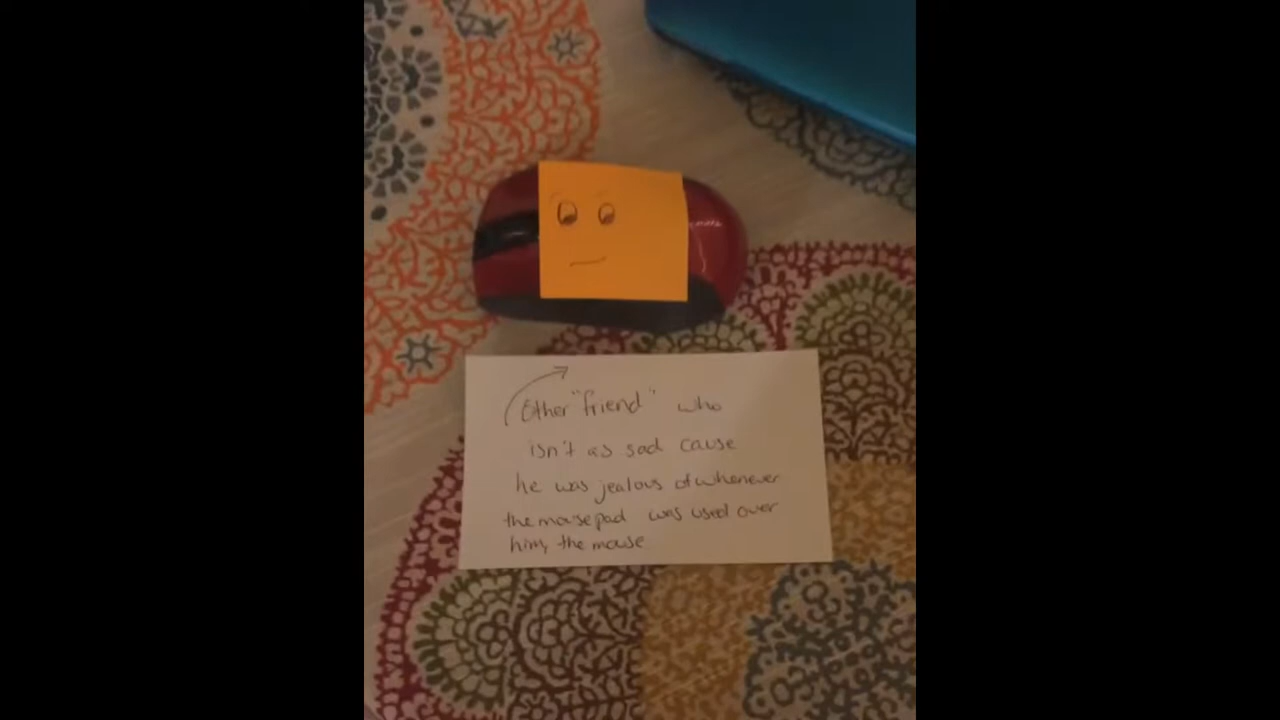 Other "friend" who
isn't as sad cause
he was jealous of whenever
the mousepad was used over
him, the mouse